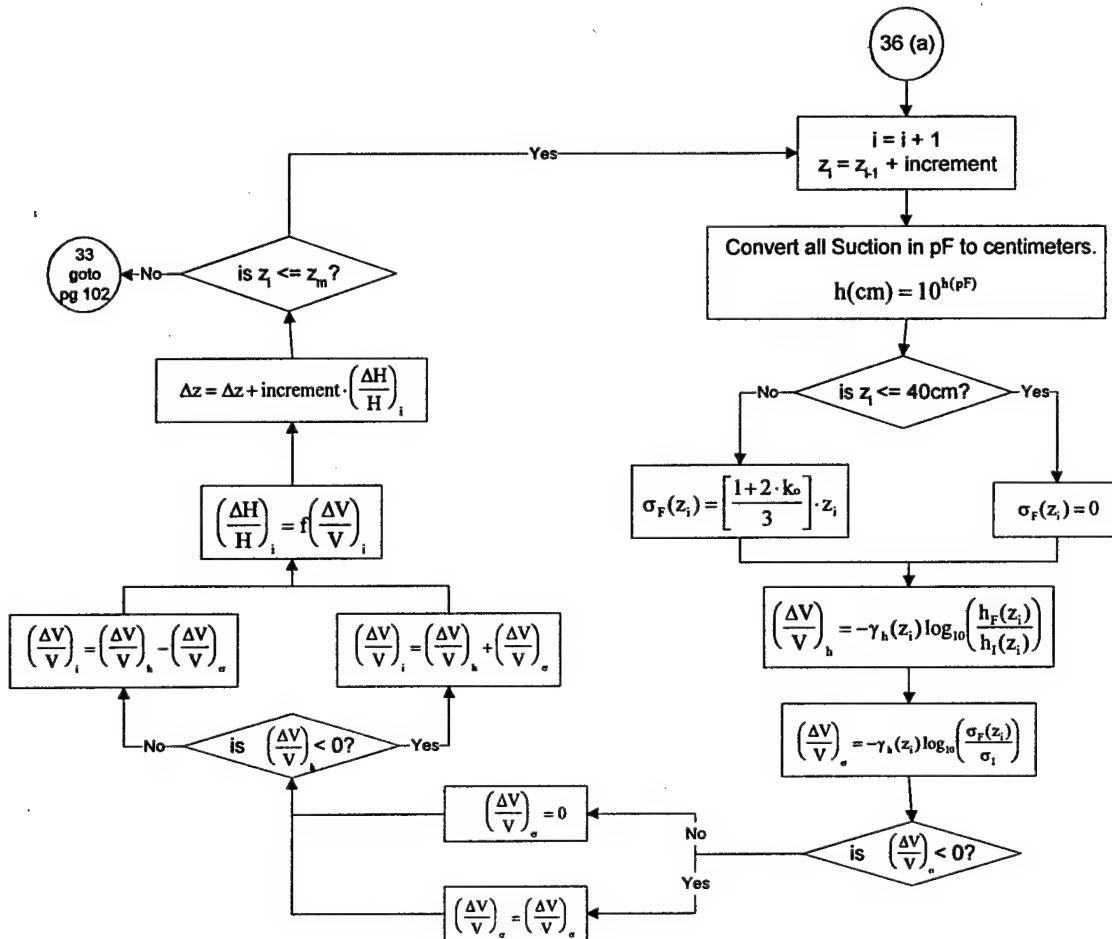 36 (a)
i = i + 1
z_i = z_{i-1} + increment
Convert all Suction in pF to centimeters.
h(cm) = 10^{h(pF)}
is z_i <= 40cm?
No
Yes
σ_F(z_i) = [(1+2·k_o)/3]·z_i
σ_F(z_i) = 0
(ΔV/V)_h = -γ_h(z_i) log_{10}(h_F(z_i)/h_I(z_i))
(ΔV/V)_σ = -γ_h(z_i) log_{10}(σ_F(z_i)/σ_I)
is (ΔV/V)_σ < 0?
No
Yes
(ΔV/V)_σ = 0
(ΔV/V)_σ = (ΔV/V)_σ
is (ΔV/V)_h < 0?
No
Yes
(ΔV/V)_i = (ΔV/V)_h - (ΔV/V)_σ
(ΔV/V)_i = (ΔV/V)_h + (ΔV/V)_σ
(ΔH/H)_i = f(ΔV/V)_i
Δz = Δz + increment·(ΔH/H)_i
is z_i <= z_m?
Yes
No
33
goto
pg 102